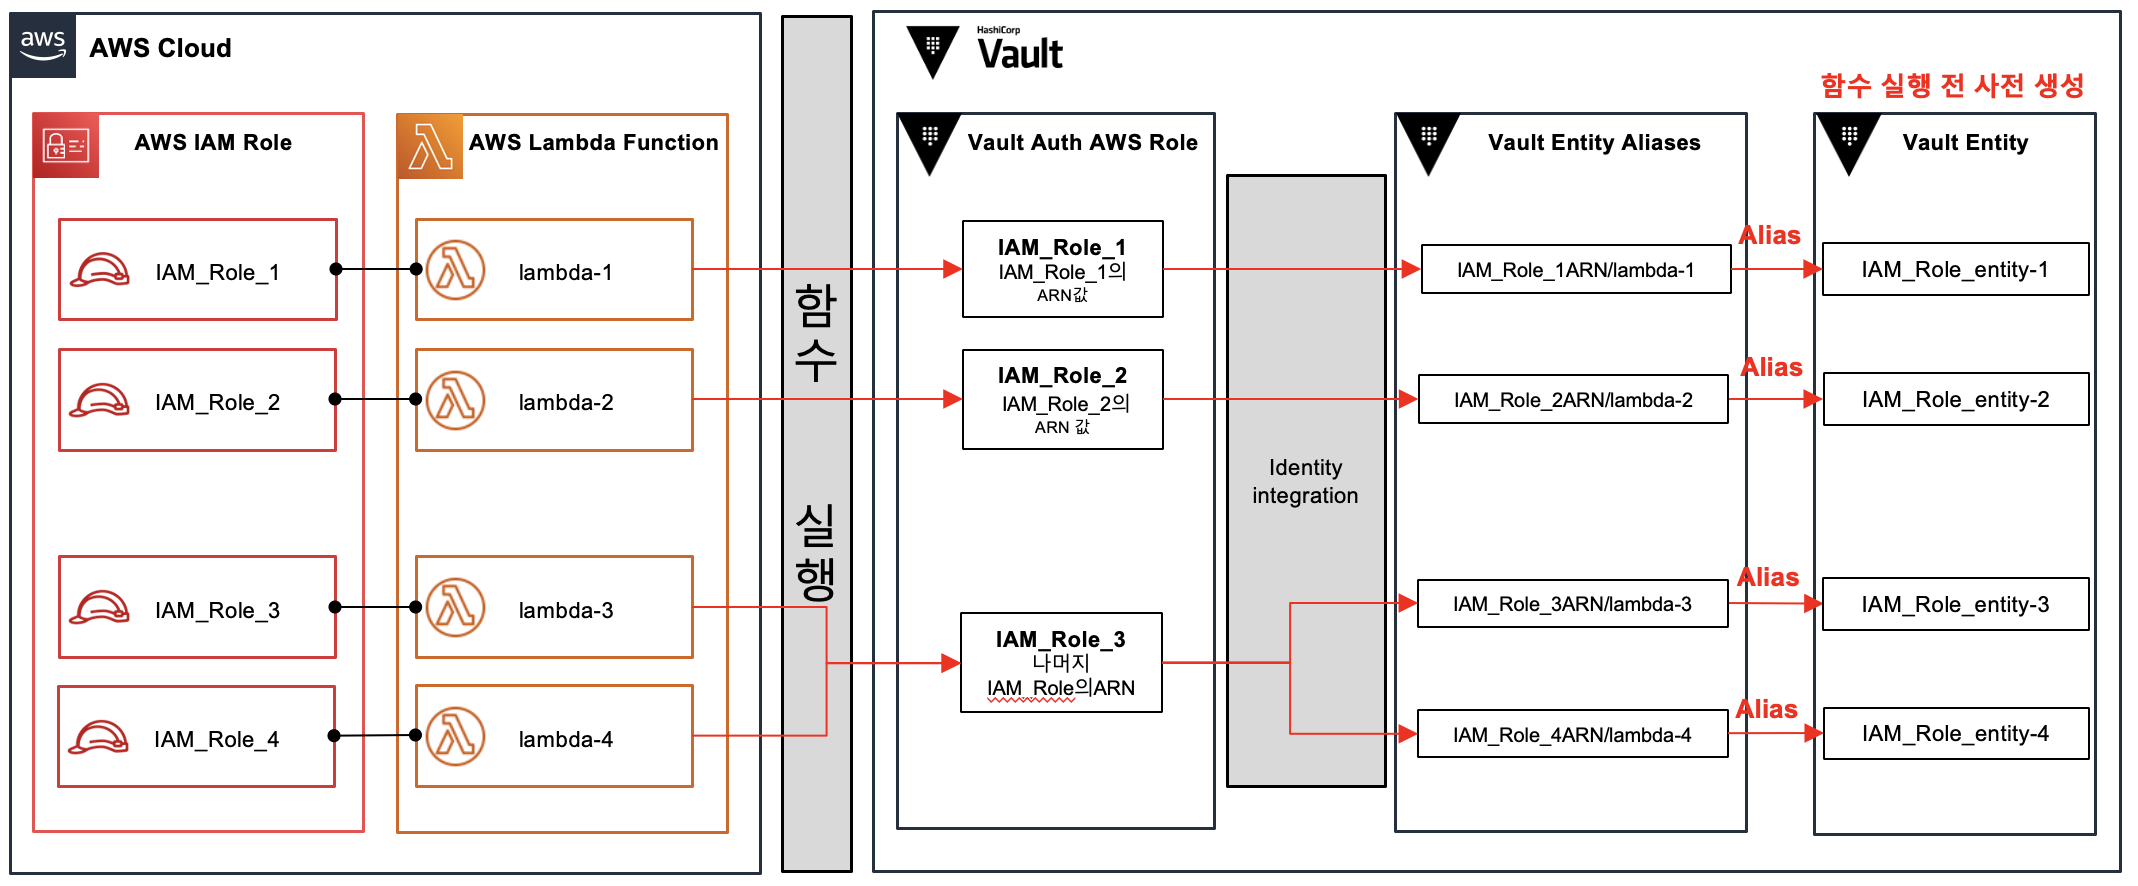 aws
AWS Cloud
AWS IAM Role
IAM_Role_1
IAM_Role_2
IAM_Role_3
IAM_Role_4
AWS Lambda Function
lambda-1
lambda-2
lambda-3
lambda-4
함
수
실
행
HashiCorp
Vault
Vault Auth AWS Role
IAM_Role_1
IAM_Role_1의
ARN값
IAM_Role_2
IAM_Role_2의
ARN 값
IAM_Role_3
나머지
IAM_Role의ARN
Identity
integration
Vault Entity Aliases
IAM_Role_1ARN/lambda-1
IAM_Role_2ARN/lambda-2
IAM_Role_3ARN/lambda-3
IAM_Role_4ARN/lambda-4
Alias
Alias
Alias
Alias
함수 실행 전 사전 생성
Vault Entity
IAM_Role_entity-1
IAM_Role_entity-2
IAM_Role_entity-3
IAM_Role_entity-4